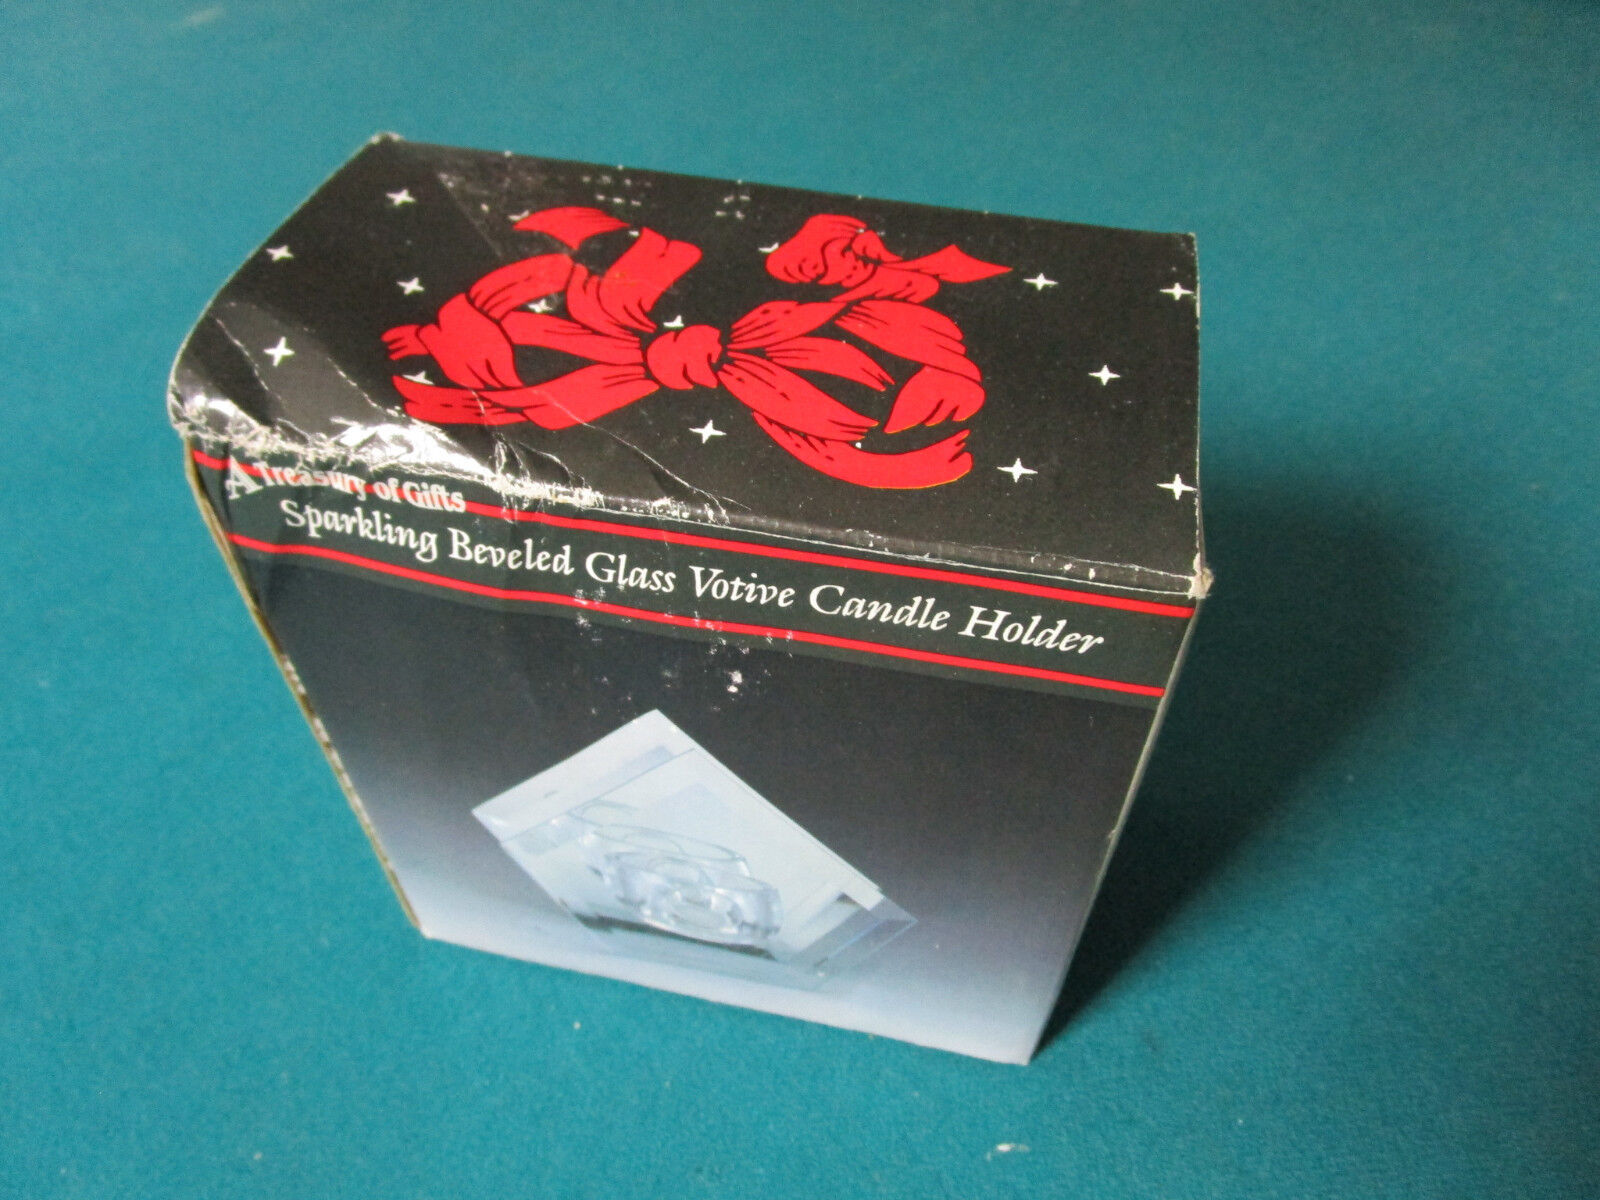 A Treasury of Gifts
Sparkling Beveled Glass Votive Candle Holder